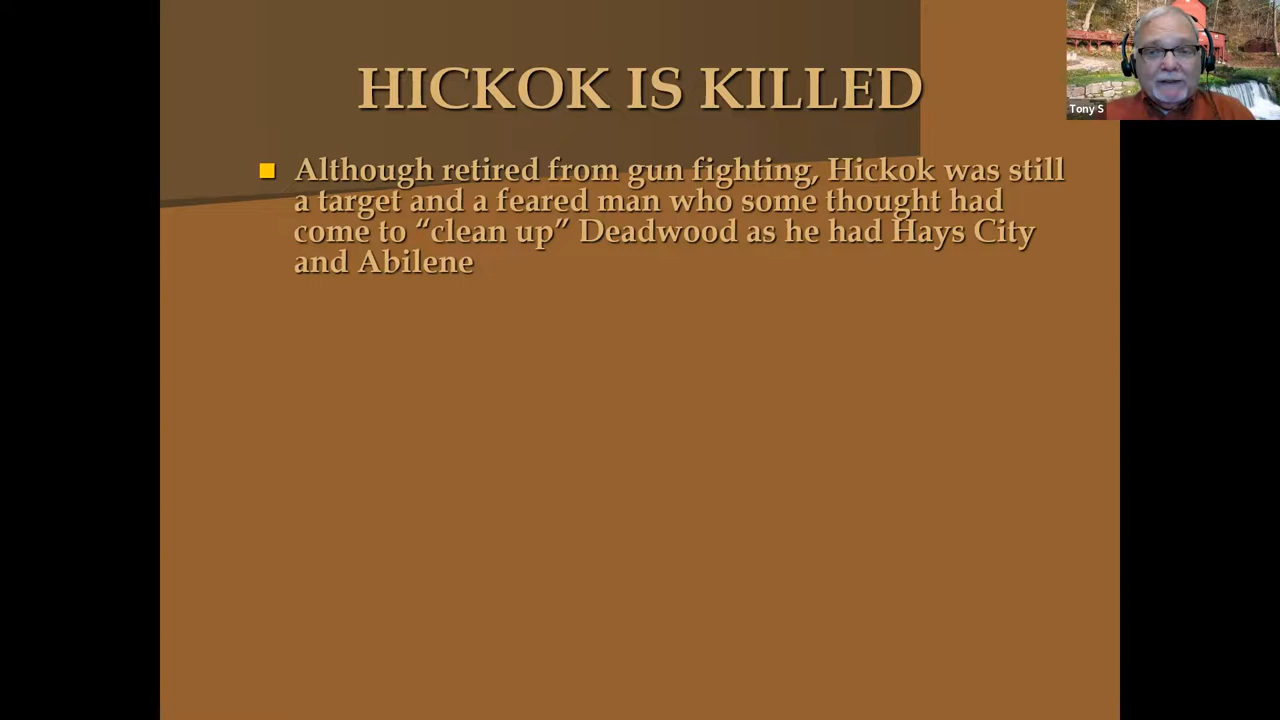 HICKOK IS KILLED
Although retired from gun fighting, Hickok was still
a target and a feared man who some thought had
come to “clean up” Deadwood as he had Hays City
and Abilene
Tony S